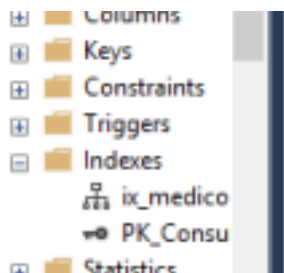 Columns
Keys
Constraints
Triggers
Indexes
ix_medico
PK_Consu
Statistics